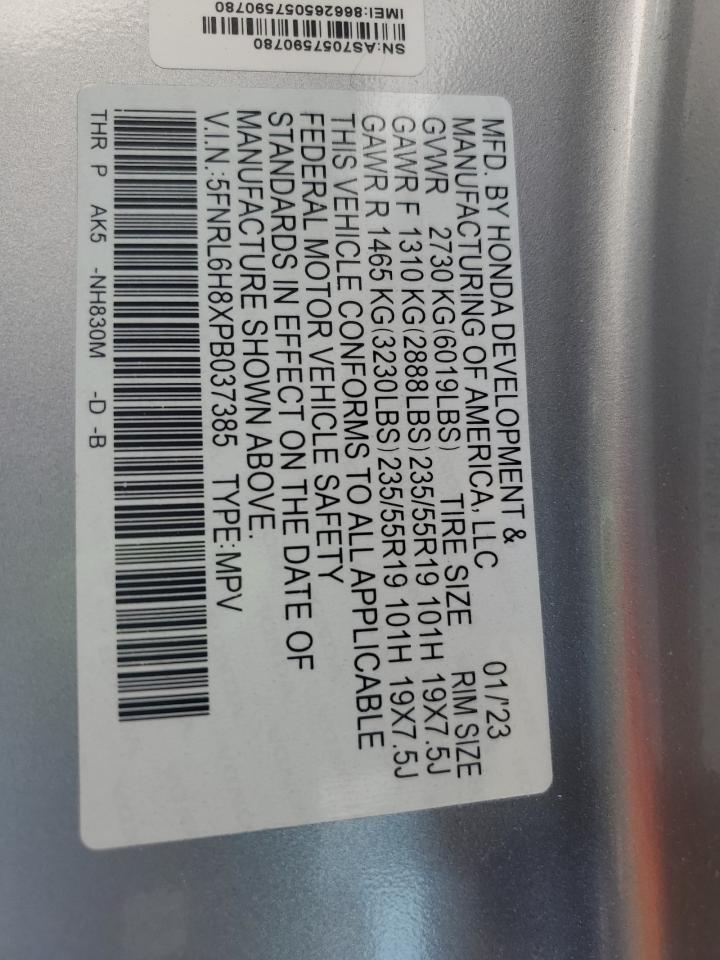 MFD. BY HONDA DEVELOPMENT &
MANUFACTURING OF AMERICA, LLC 01/'23
GVWR 2730 KG(6019LBS) TIRE SIZE RIM SIZE
GAWR F 1310 KG(2888LBS) 235/55R19 101H 19X7.5J
GAWR R 1465 KG(3230LBS) 235/55R19 101H 19X7.5J
THIS VEHICLE CONFORMS TO ALL APPLICABLE
FEDERAL MOTOR VEHICLE SAFETY
STANDARDS IN EFFECT ON THE DATE OF
MANUFACTURE SHOWN ABOVE.
V.I.N.:5FNRL6H8XPB037385 TYPE:MPV
THR P AK5 -NH830M -D -B
SN:AS7057590780
IMEI:866265057590780